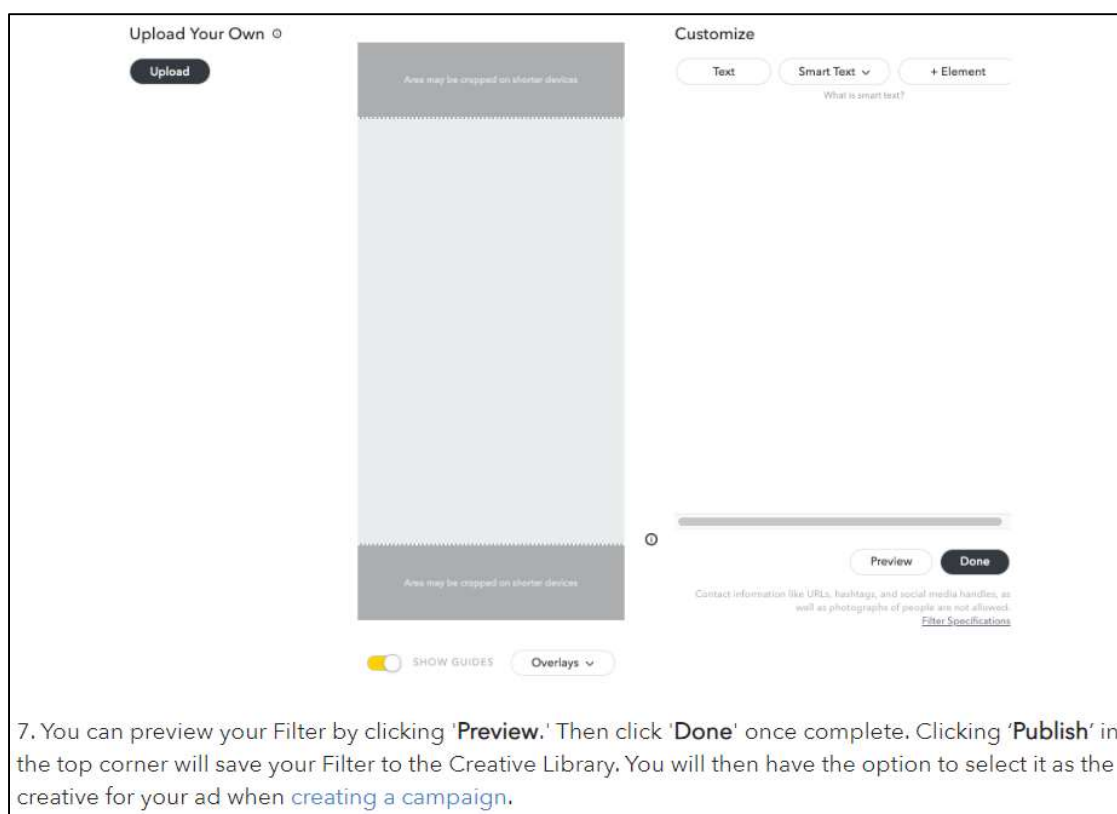 Upload Your Own
Upload
Area may be cropped on shorter devices
Area may be cropped on shorter devices
SHOW GUIDES
Overlays
Customize
Text
Smart Text
+ Element
What is smart text?
Preview
Done
Contact information like URLs, hashtags, and social media handles, as
well as photographs of people are not allowed.
Filter Specifications
7. You can preview your Filter by clicking 'Preview.' Then click 'Done' once complete. Clicking ‘Publish’ in
the top corner will save your Filter to the Creative Library. You will then have the option to select it as the
creative for your ad when creating a campaign.